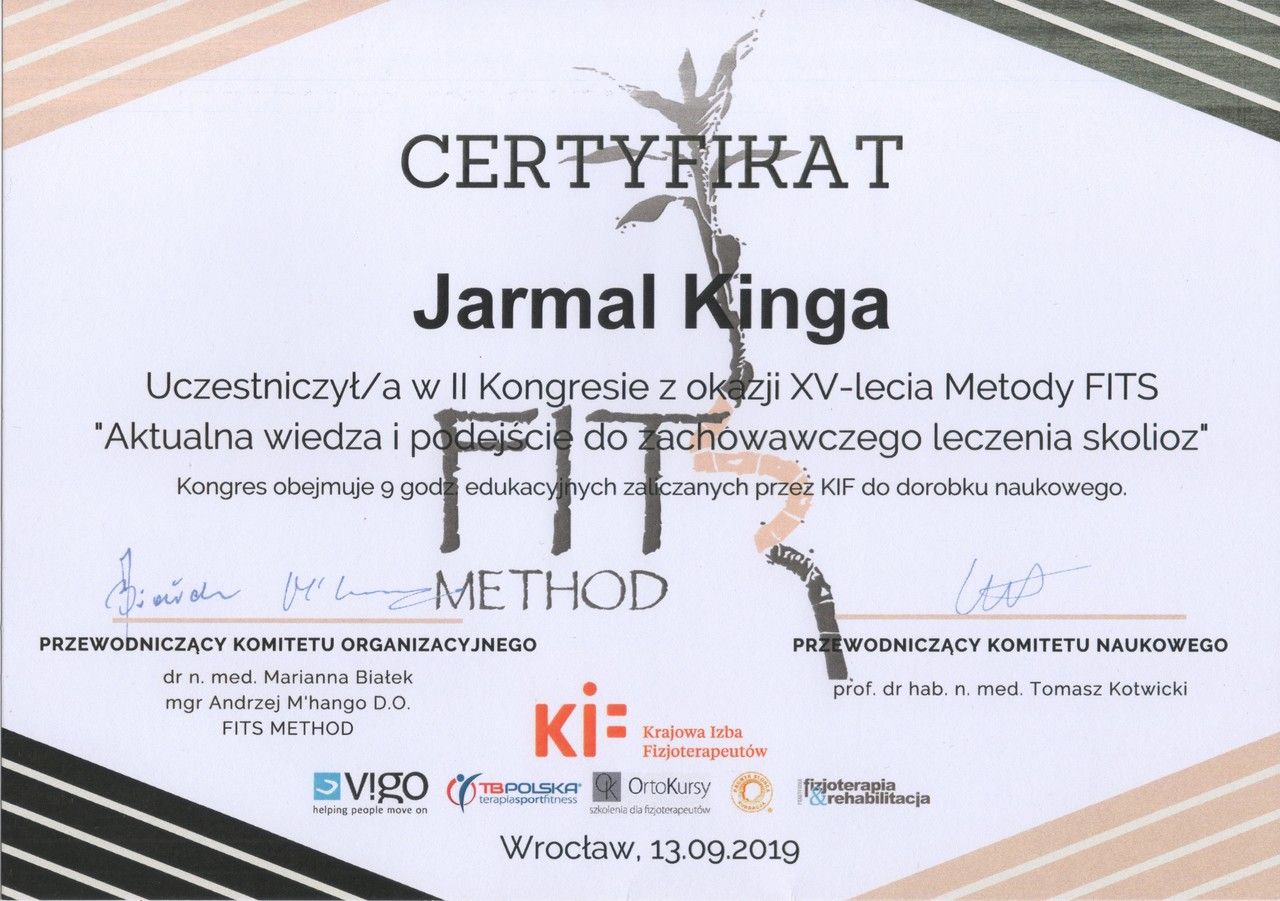 CERTYFIKAT
Jarmal Kinga
Uczestniczył/a w II Kongresie z okazji XV-lecia Metody FITS
"Aktualna wiedza i podejście do zachowawczego leczenia skolioz"
Kongres obejmuje 9 godz. edukacyjnych zaliczanych przez KIF do dorobku naukowego.
FITS
METHOD
PRZEWODNICZĄCY KOMITETU ORGANIZACYJNEGO
dr n. med. Marianna Białek
mgr Andrzej M'hango D.O.
FITS METHOD
PRZEWODNICZĄCY KOMITETU NAUKOWEGO
prof. dr hab. n. med. Tomasz Kotwicki
KIF Krajowa Izba
Fizjoterapeutów
VIGO
helping people move on
TBPOLSKA
terapiasportfitness
OK OrtoKursy
szkolenia dla fizjoterapeutów
fizjoterapia
&rehabilitacja
Wrocław, 13.09.2019